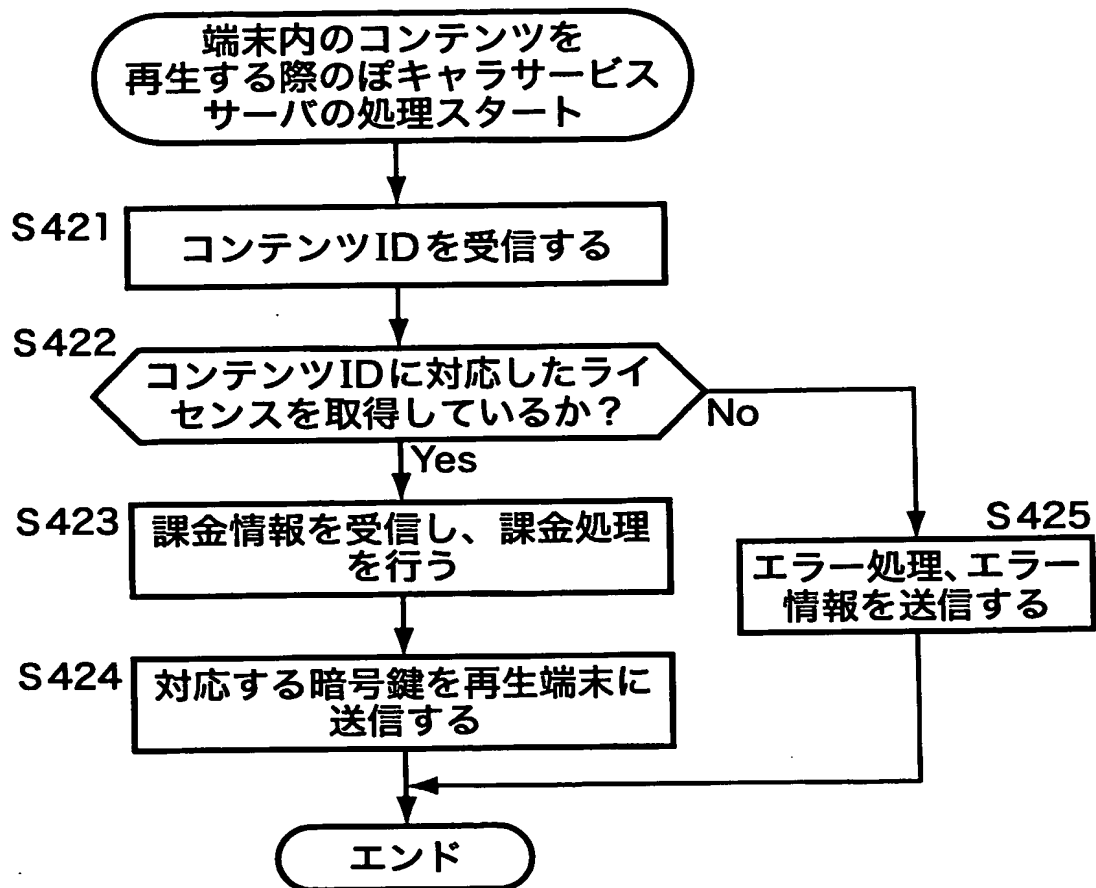 端末内のコンテンツを
再生する際のぽキャラサービス
サーバの処理スタート
S421
コンテンツIDを受信する
S422
コンテンツIDに対応したライ
センスを取得しているか？
No
Yes
S423
課金情報を受信し、課金処理
を行う
S425
エラー処理、エラー
情報を送信する
S424
対応する暗号鍵を再生端末に
送信する
エンド